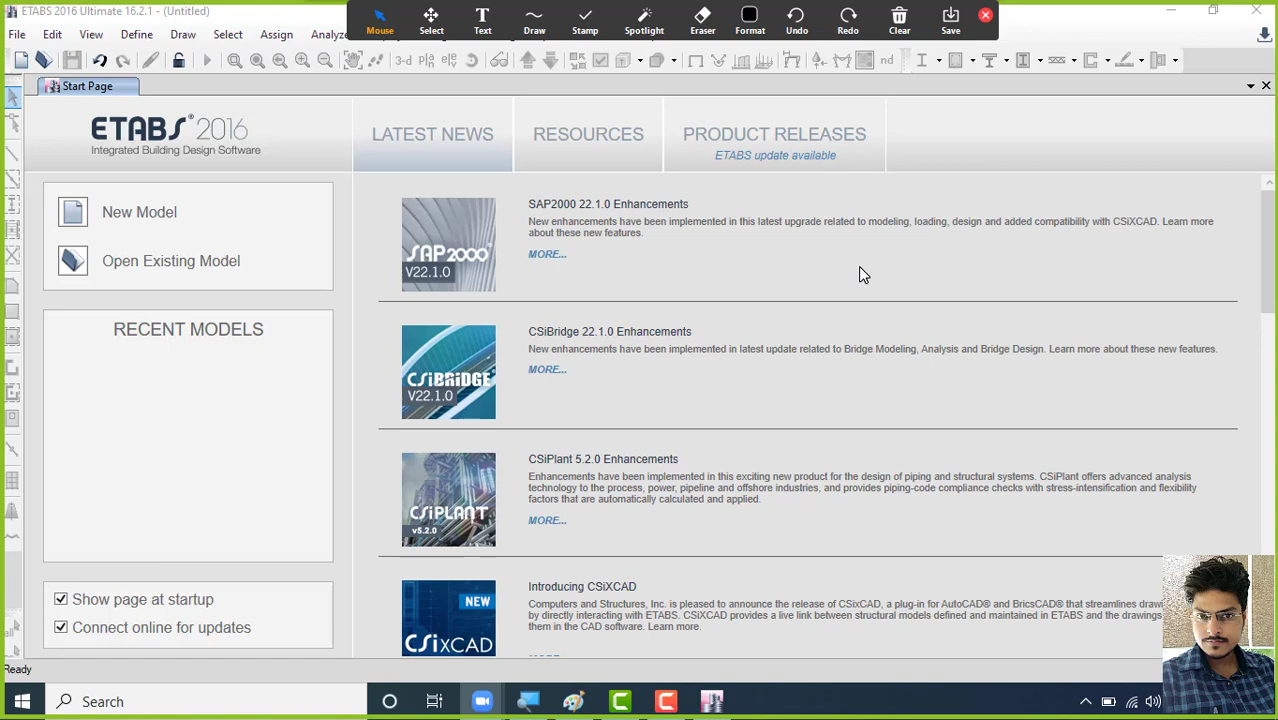 ETABS 2016 Ultimate 16.2.1 - (Untitled)
Mouse
Select
Text
Draw
Stamp
Spotlight
Eraser
Format
Undo
Redo
Clear
Save
File
Edit
View
Define
Draw
Select
Assign
Analyze
3-d
nd
Start Page
ETABS® 2016
Integrated Building Design Software
LATEST NEWS
RESOURCES
PRODUCT RELEASES
ETABS update available
New Model
Open Existing Model
RECENT MODELS
Show page at startup
Connect online for updates
SAP2000
V22.1.0
SAP2000 22.1.0 Enhancements
New enhancements have been implemented in this latest upgrade related to modeling, loading, design and added compatibility with CSiXCAD. Learn more
about these new features.
MORE...
CSiBRIDGE
V22.1.0
CSiBridge 22.1.0 Enhancements
New enhancements have been implemented in latest update related to Bridge Modeling, Analysis and Bridge Design. Learn more about these new features.
MORE...
CSiPLANT
v5.2.0
CSiPlant 5.2.0 Enhancements
Enhancements have been implemented in this exciting new product for the design of piping and structural systems. CSiPlant offers advanced analysis
technology to the process, power, pipeline and offshore industries, and provides piping-code compliance checks with stress-intensification and flexibility
factors that are automatically calculated and applied.
MORE...
NEW
CSiXCAD
Introducing CSiXCAD
Computers and Structures, Inc. is pleased to announce the release of CSixCAD, a plug-in for AutoCAD® and BricsCAD® that streamlines
by directly interacting with ETABS. CSiXCAD provides a live link between structural models defined and maintained in ETABS and the drawings
them in the CAD software. Learn more.
all
Ready
Search